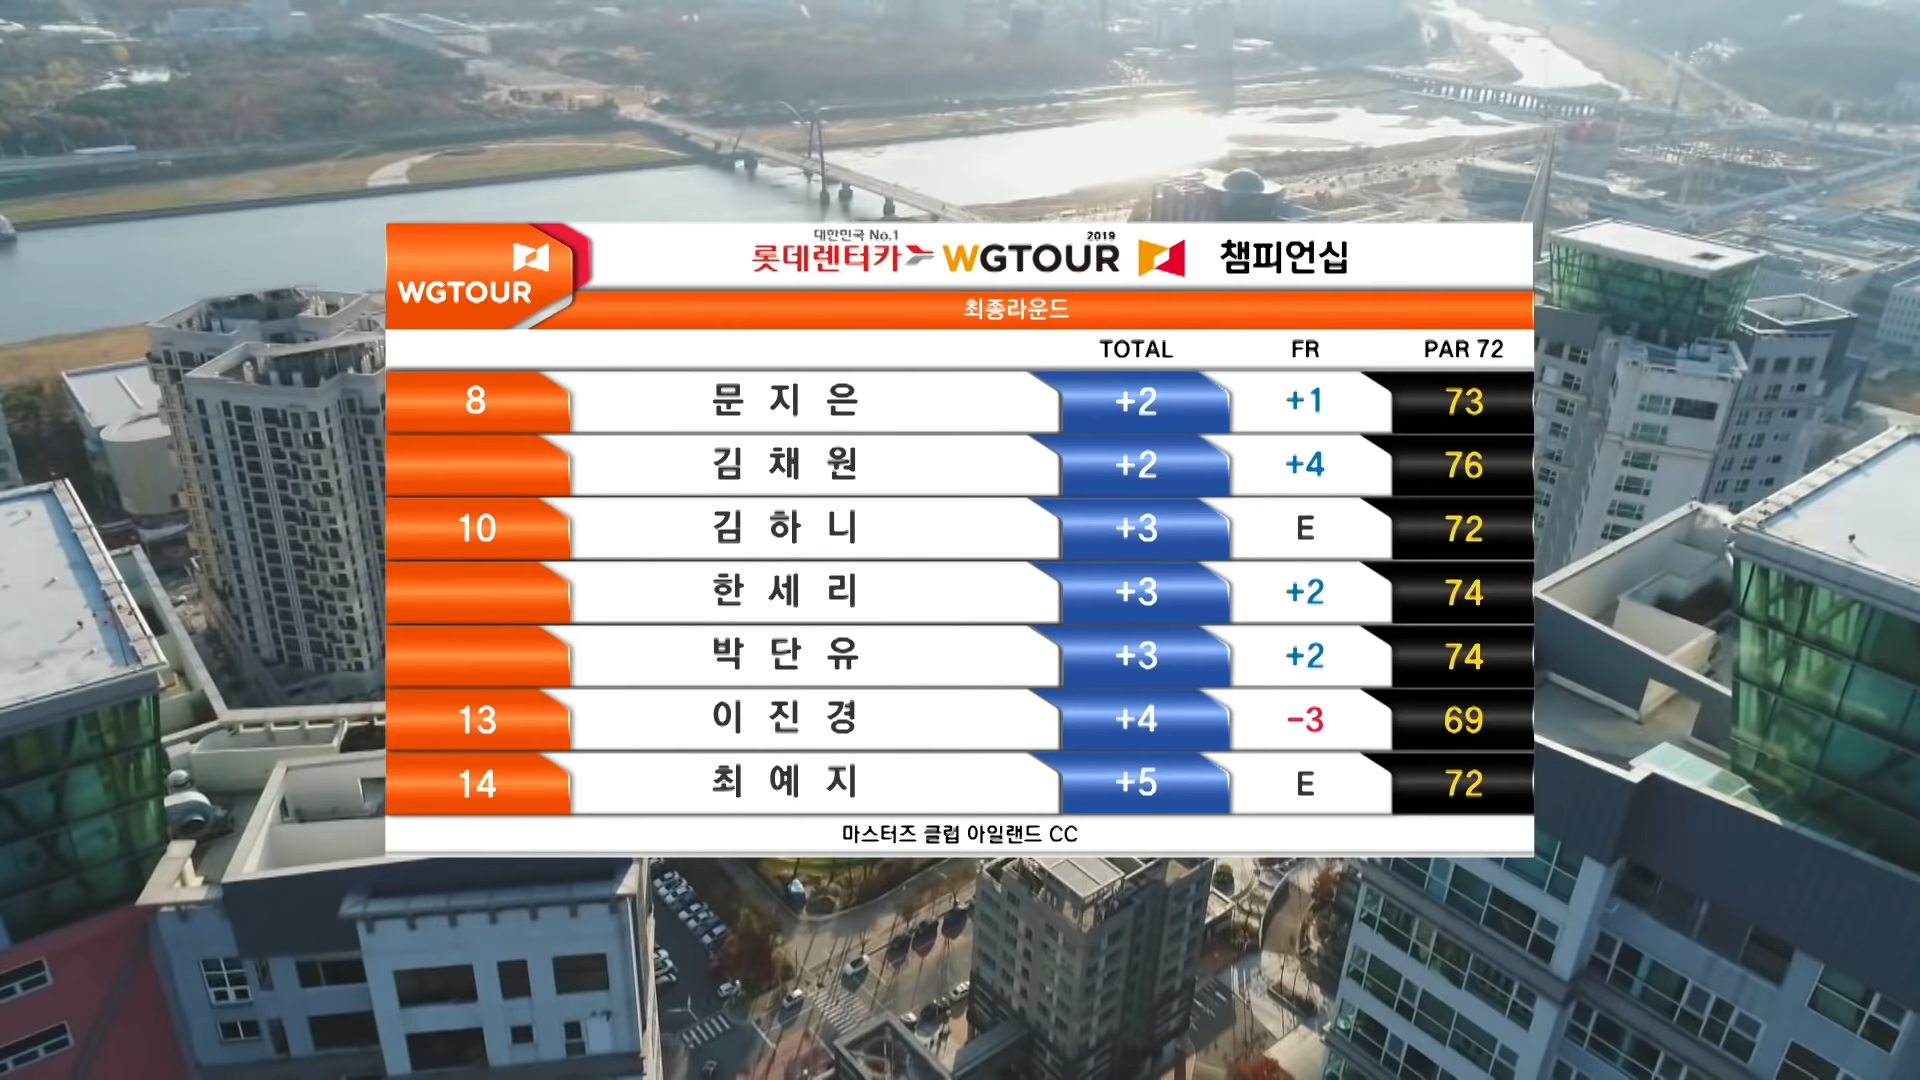 WGTOUR
대한민국 No.1
롯데렌터카 WGTOUR 2019 챔피언십
최종라운드
TOTAL FR PAR 72
8 문지은 +2 +1 73
김채원 +2 +4 76
10 김하니 +3 E 72
한세리 +3 +2 74
박단유 +3 +2 74
13 이진경 +4 -3 69
14 최예지 +5 E 72
마스터즈 클럽 아일랜드 CC